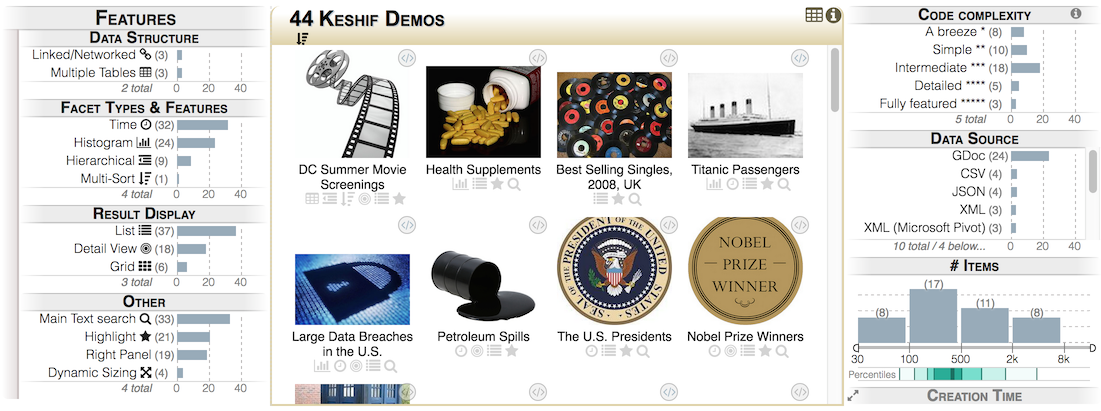 Features
Data Structure
Linked/Networked (3)
Multiple Tables (3)
0 20 40
2 total
Facet Types & Features
Time (32)
Histogram (24)
Hierarchical (9)
Multi-Sort (1)
0 20 40
4 total
Result Display
List (37)
Detail View (18)
Grid (6)
0 20 40
3 total
Other
Main Text search (33)
Highlight (21)
Right Panel (19)
Dynamic Sizing (4)
0 20 40
4 total
44 Keshif Demos
DC Summer Movie
Screenings
Health Supplements
Best Selling Singles,
2008, UK
Titanic Passengers
THE PRESIDENT OF THE UNITED STATES
SEAL OF
NOBEL
PRIZE
WINNER
Large Data Breaches
in the U.S.
Petroleum Spills
The U.S. Presidents
Nobel Prize Winners
Code complexity
A breeze * (8)
Simple ** (10)
Intermediate *** (18)
Detailed **** (5)
Fully featured ***** (3)
0 20 40
5 total
Data Source
GDoc (24)
CSV (4)
JSON (4)
XML (3)
XML (Microsoft Pivot) (3)
0 20 40
10 total / 4 below...
# Items
(8) (17) (11) (8)
30 100 500 2k 8k
Percentiles
Creation Time